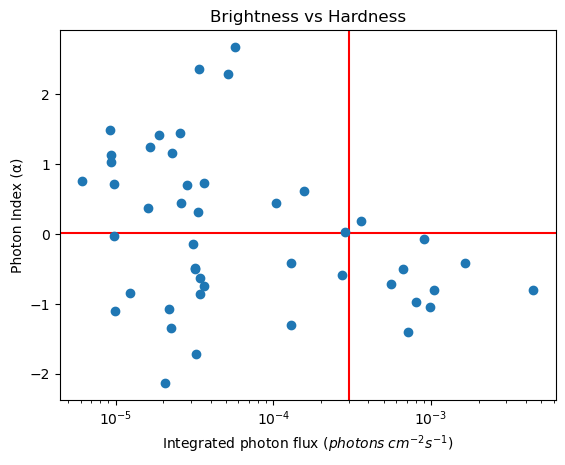 Brightness vs Hardness
Photon Index (α)
2
1
0
−1
−2
10⁻⁵
10⁻⁴
10⁻³
Integrated photon flux (photons cm⁻²s⁻¹)